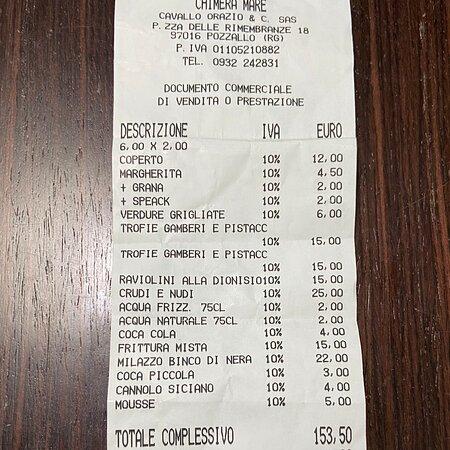 CHIMERA MARE
CAVALLO ORAZIO & C. SAS
P.ZZA DELLE RIMEMBRANZE 18
97016 POZZALLO (RG)
P. IVA 01105210882
TEL. 0932 242831
DOCUMENTO COMMERCIALE
DI VENDITA O PRESTAZIONE
DESCRIZIONE IVA EURO
6,00 X 2,00
COPERTO 10% 12,00
MARGHERITA 10% 4,50
+ GRANA 10% 2,00
+ SPEACK 10% 2,00
VERDURE GRIGLIATE 10% 6,00
TROFIE GAMBERI E PISTACC
10% 15,00
TROFIE GAMBERI E PISTACC
10% 15,00
RAVIOLINI ALLA DIONISIO10% 15,00
CRUDI E NUDI 10% 25,00
ACQUA FRIZZ. 75CL 10% 2,00
ACQUA NATURALE 75CL 10% 2,00
COCA COLA 10% 4,00
FRITTURA MISTA 10% 15,00
MILAZZO BINCO DI NERA 10% 22,00
COCA PICCOLA 10% 3,00
CANNOLO SICIANO 10% 4,00
MOUSSE 10% 5,00
TOTALE COMPLESSIVO 153,50